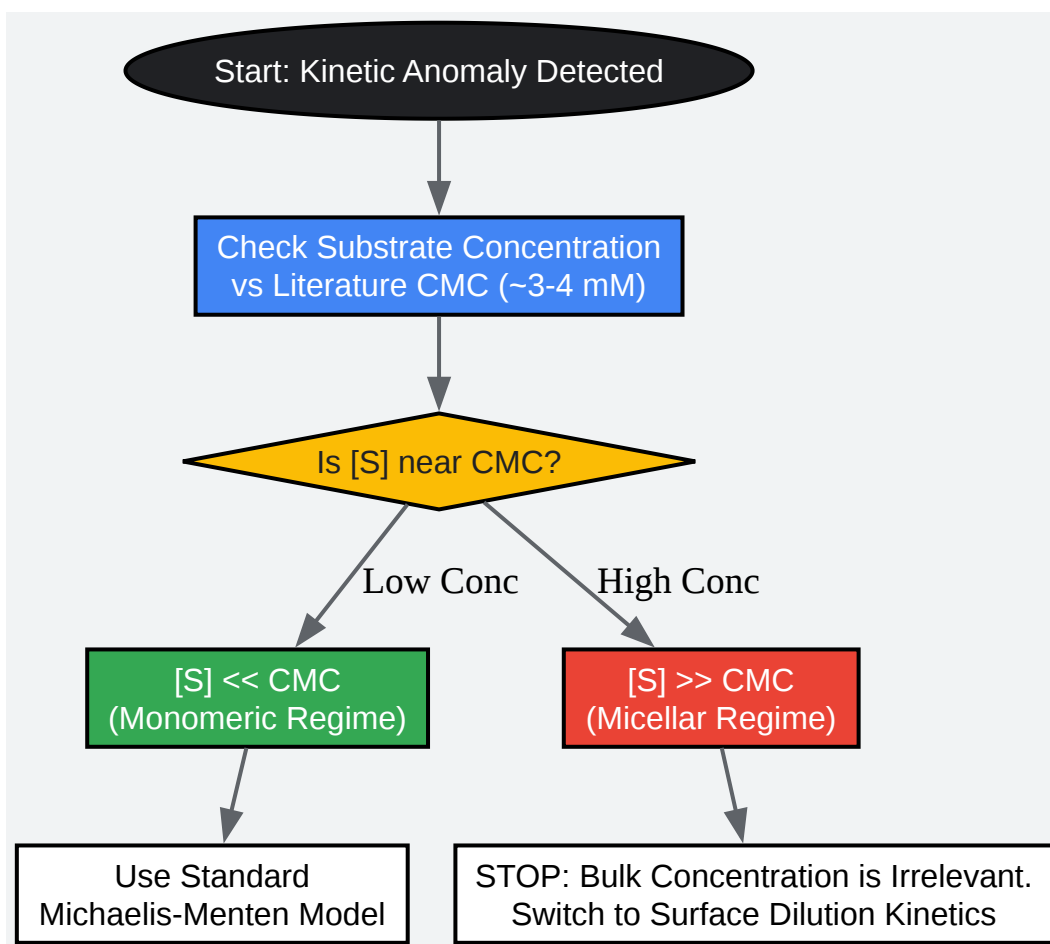 Start: Kinetic Anomaly Detected
Check Substrate Concentration
vs Literature CMC (~3-4 mM)
Is [S] near CMC?
Low Conc
High Conc
[S] << CMC
(Monomeric Regime)
[S] >> CMC
(Micellar Regime)
Use Standard
Michaelis-Menten Model
STOP: Bulk Concentration is Irrelevant.
Switch to Surface Dilution Kinetics